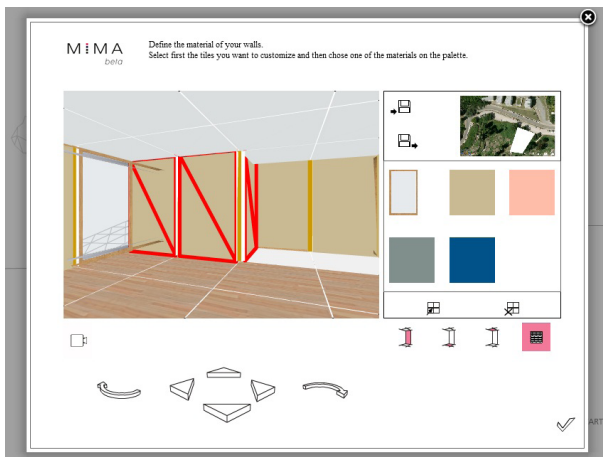 MIMA
beta
Define the material of your walls.
Select first the tiles you want to customize and then chose one of the materials on the palette.
ART